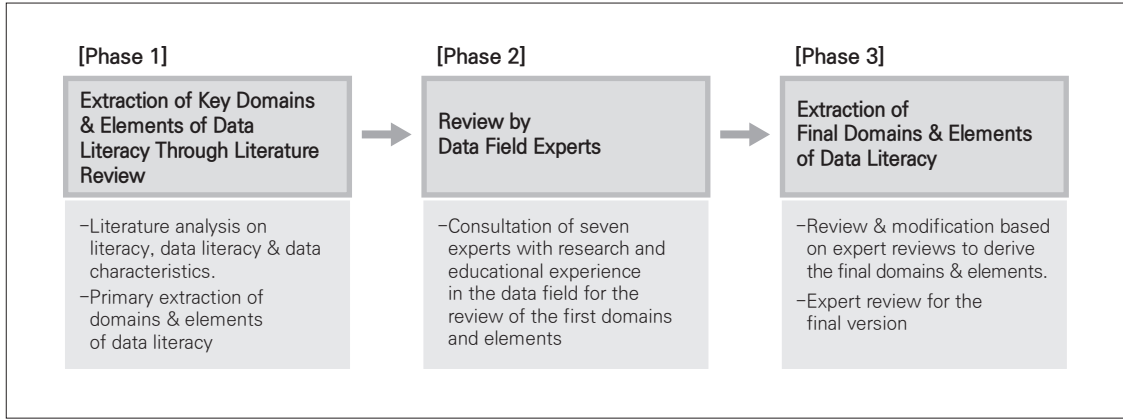 [Phase 1]
Extraction of Key Domains
& Elements of Data
Literacy Through Literature
Review
–Literature analysis on
literacy, data literacy & data
characteristics.
–Primary extraction of
domains & elements
of data literacy
[Phase 2]
Review by
Data Field Experts
–Consultation of seven
experts with research and
educational experience
in the data field for the
review of the first domains
and elements
[Phase 3]
Extraction of
Final Domains & Elements
of Data Literacy
–Review & modification based
on expert reviews to derive
the final domains & elements.
–Expert review for the
final version